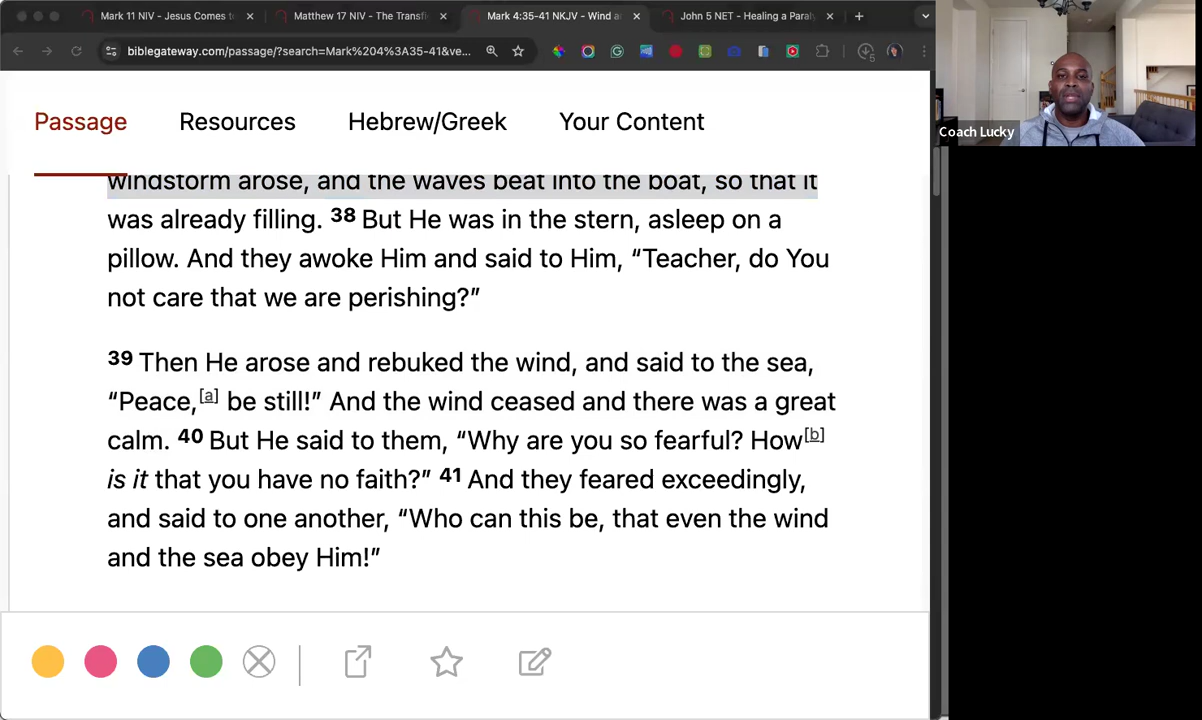 Mark 11 NIV - Jesus Comes t
Matthew 17 NIV - The Transfi
Mark 4:35-41 NKJV - Wind a
John 5 NET - Healing a Paral
biblegateway.com/passage/?search=Mark%204%3A35-41&ve...
5
Passage
Resources
Hebrew/Greek
Your Content
Coach Lucky
windstorm arose, and the waves beat into the boat, so that it
was already filling. 38 But He was in the stern, asleep on a
pillow. And they awoke Him and said to Him, “Teacher, do You
not care that we are perishing?”
39 Then He arose and rebuked the wind, and said to the sea,
“Peace,[a] be still!” And the wind ceased and there was a great
calm. 40 But He said to them, “Why are you so fearful? How[b]
is it that you have no faith?” 41 And they feared exceedingly,
and said to one another, “Who can this be, that even the wind
and the sea obey Him!”